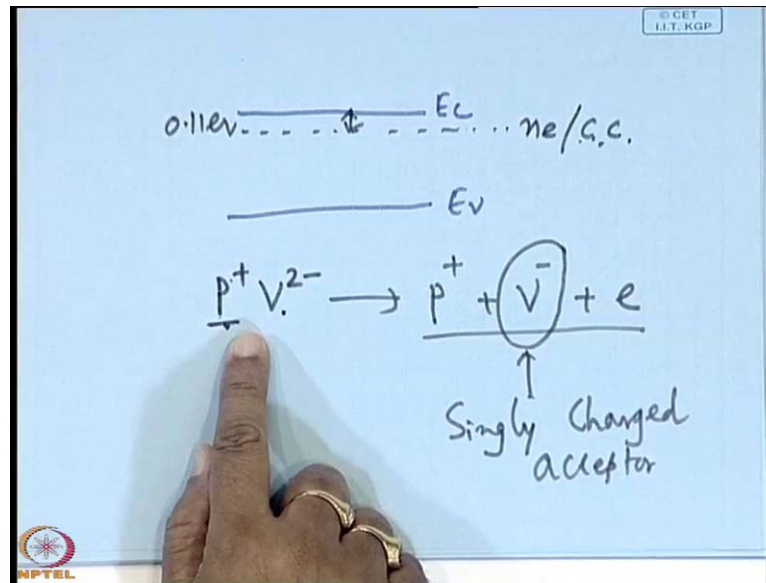 © CET
I.I.T. KGP
0.11ev Ec
ne/c.c.
Ev
P⁺ V²⁻ → P⁺ + V⁻ + e
Singly Charged
acceptor
NPTEL